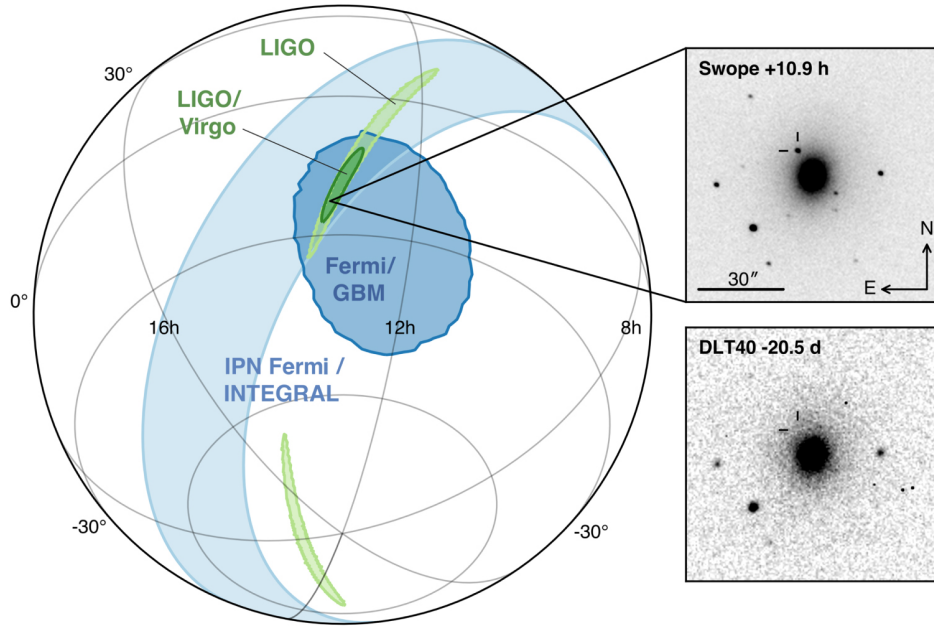 LIGO
30°
LIGO/
Virgo
Fermi/
GBM
0°
16h
12h
8h
IPN Fermi /
INTEGRAL
-30°
-30°
Swope +10.9 h
N
30″
E
DLT40 -20.5 d